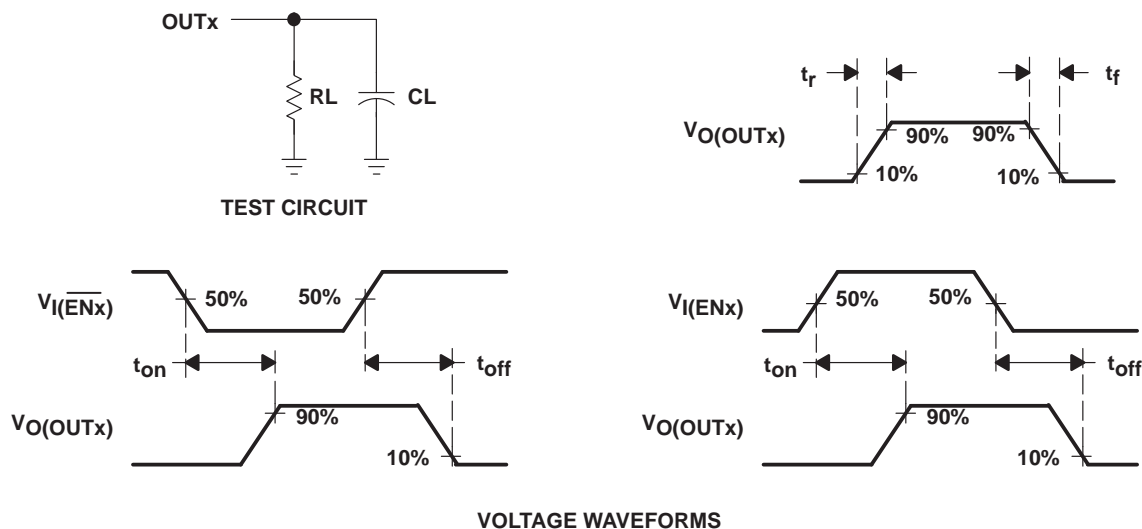 OUTx
RL
CL
TEST CIRCUIT
tr
tf
VO(OUTx)
90%
90%
10%
10%
VI(E̅N̅x̅)
50%
50%
ton
toff
VO(OUTx)
90%
10%
VI(ENx)
50%
50%
ton
toff
VO(OUTx)
90%
10%
VOLTAGE WAVEFORMS